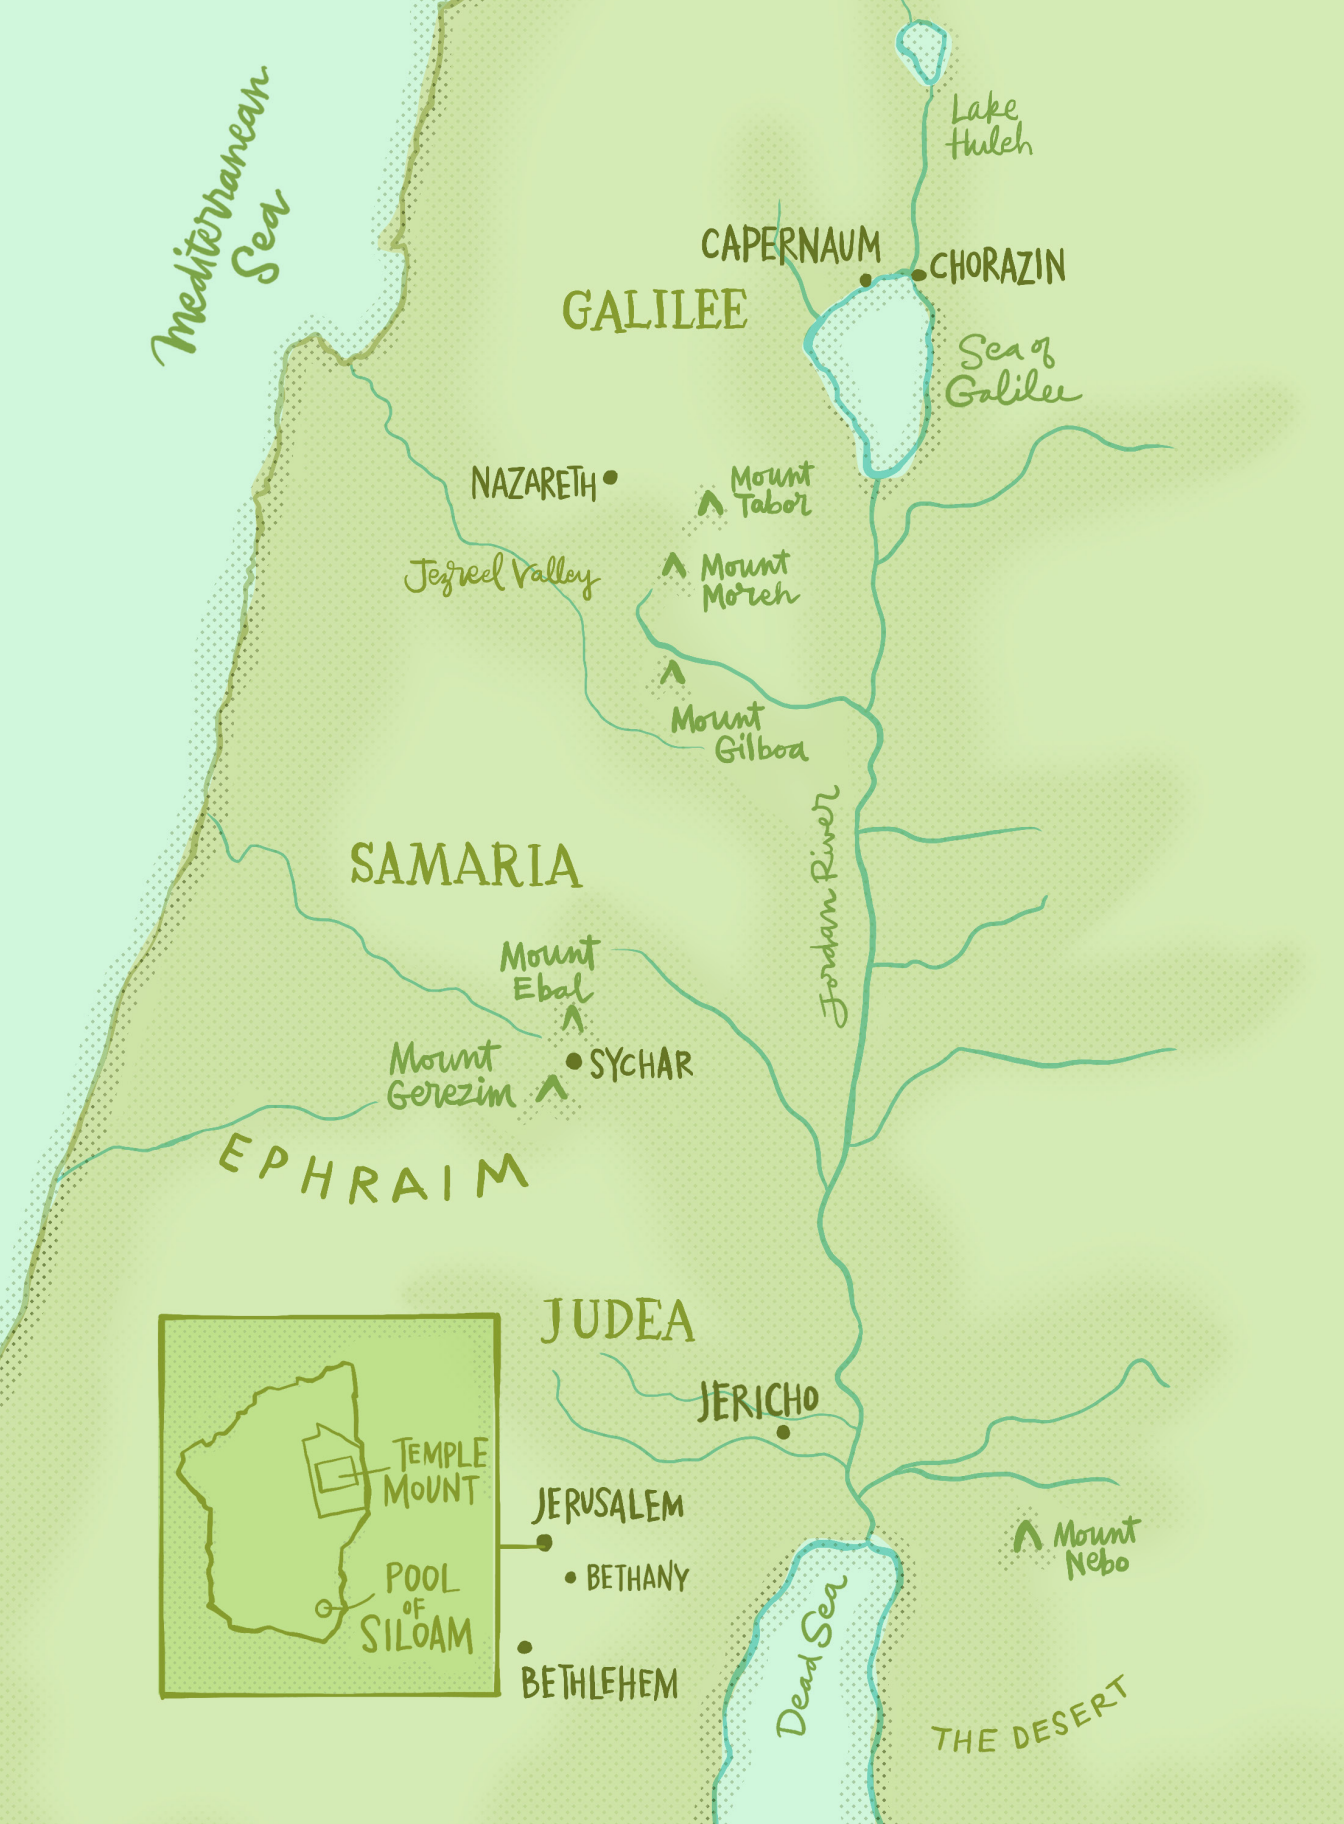 Mediterranean
Sea
Lake
Huleh
CAPERNAUM
CHORAZIN
GALILEE
Sea of
Galilee
NAZARETH
Mount
Tabor
Jezreel Valley
Mount
Moreh
Mount
Gilboa
Jordan River
SAMARIA
Mount
Ebal
SYCHAR
Mount
Gerezim
EPHRAIM
JUDEA
JERICHO
TEMPLE
MOUNT
POOL
OF
SILOAM
JERUSALEM
BETHANY
BETHLEHEM
Mount
Nebo
Dead Sea
THE DESERT